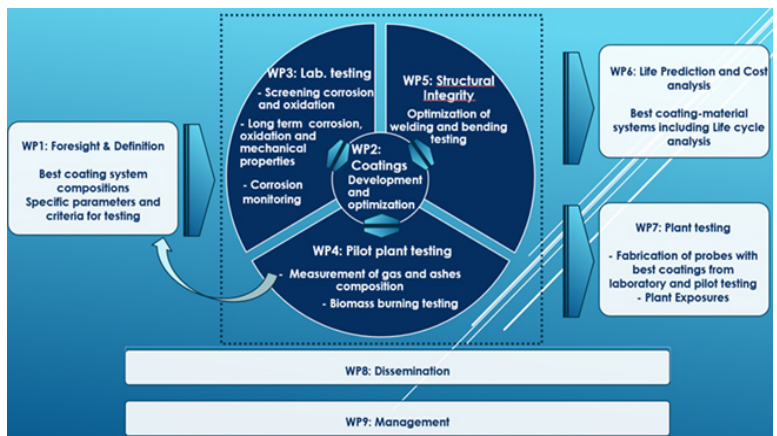 WP1: Foresight & Definition
Best coating system
compositions
Specific parameters and
criteria for testing
WP3: Lab. testing
- Screening corrosion
and oxidation
- Long term corrosion,
oxidation and
mechanical
properties
- Corrosion
monitoring
WP5: Structural
Integrity
Optimization of
welding and bending
testing
WP2:
Coatings
Development
and
optimization
WP4: Pilot plant testing
- Measurement of gas and ashes
composition
- Biomass burning testing
WP6: Life Prediction and Cost
analysis
Best coating-material
systems including Life cycle
analysis
WP7: Plant testing
- Fabrication of probes with
best coatings from
laboratory and pilot testing
- Plant Exposures
WP8: Dissemination
WP9: Management